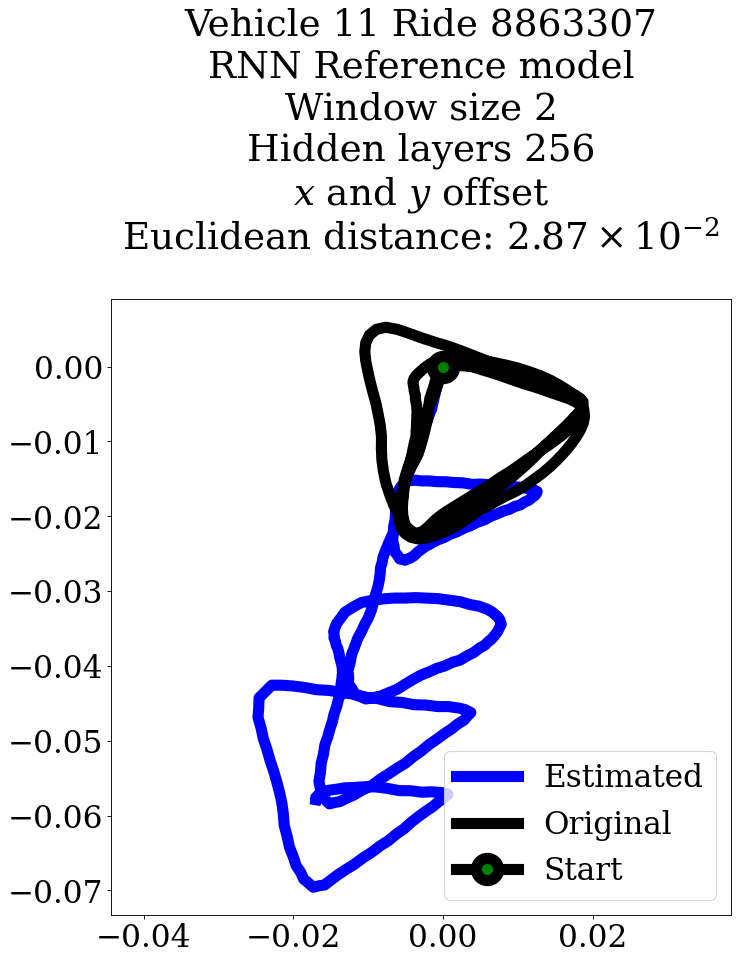 Vehicle 11 Ride 8863307
RNN Reference model
Window size 2
Hidden layers 256
x and y offset
Euclidean distance: 2.87 × 10⁻²
0.00
−0.01
−0.02
−0.03
−0.04
−0.05
−0.06
−0.07
Estimated
Original
Start
−0.04
−0.02
0.00
0.02